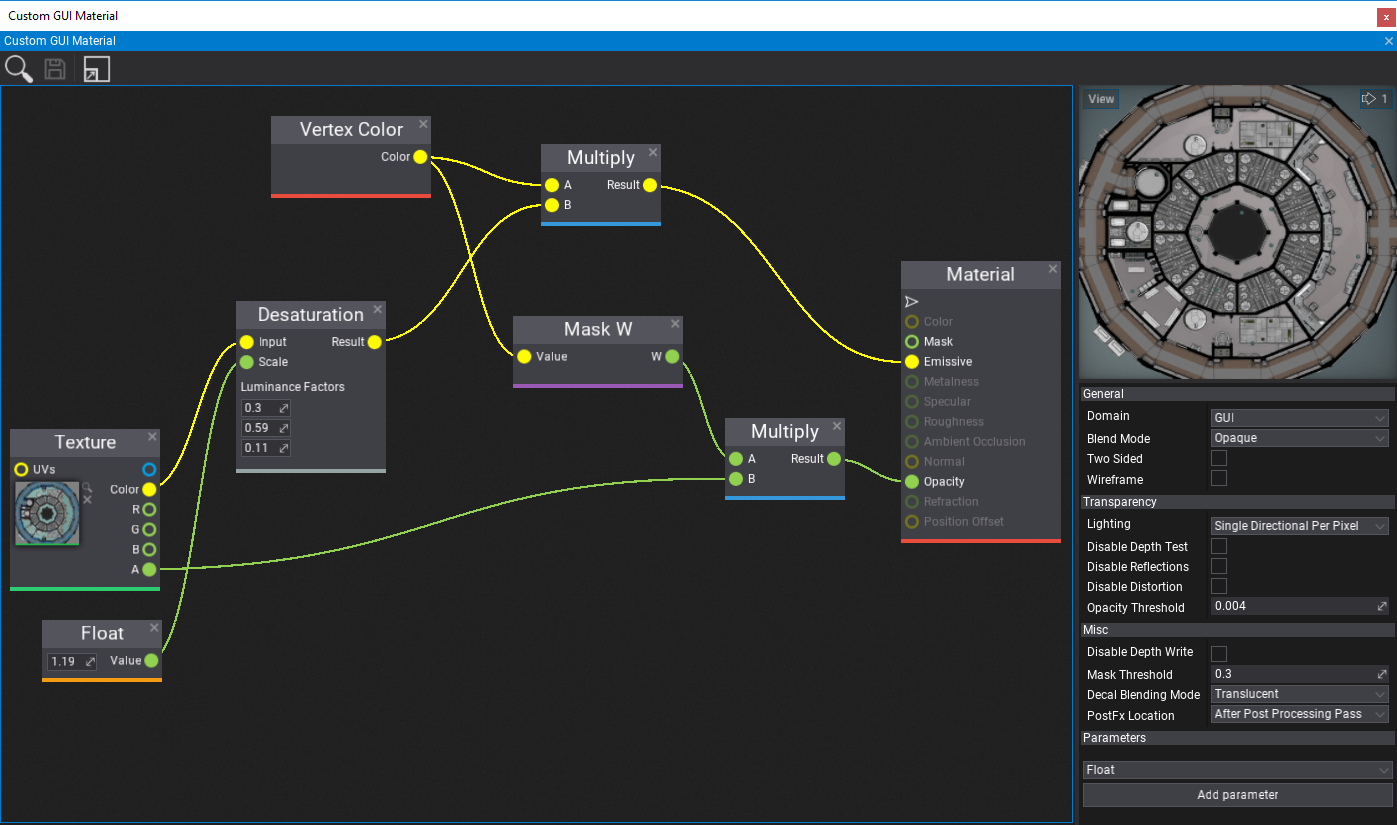 Custom GUI Material
Custom GUI Material
View
1
Vertex Color
Color
Multiply
A Result
B
Material
Color
Mask
Emissive
Metalness
Specular
Roughness
Ambient Occlusion
Normal
Opacity
Refraction
Position Offset
Desaturation
Input Result
Scale
Luminance Factors
0.3
0.59
0.11
Mask W
Value W
Multiply
A Result
B
Texture
UVs
Color
R
G
B
A
Float
1.19 Value
General
Domain GUI
Blend Mode Opaque
Two Sided
Wireframe
Transparency
Lighting Single Directional Per Pixel
Disable Depth Test
Disable Reflections
Disable Distortion
Opacity Threshold 0.004
Misc
Disable Depth Write
Mask Threshold 0.3
Decal Blending Mode Translucent
PostFx Location After Post Processing Pass
Parameters
Float
Add parameter